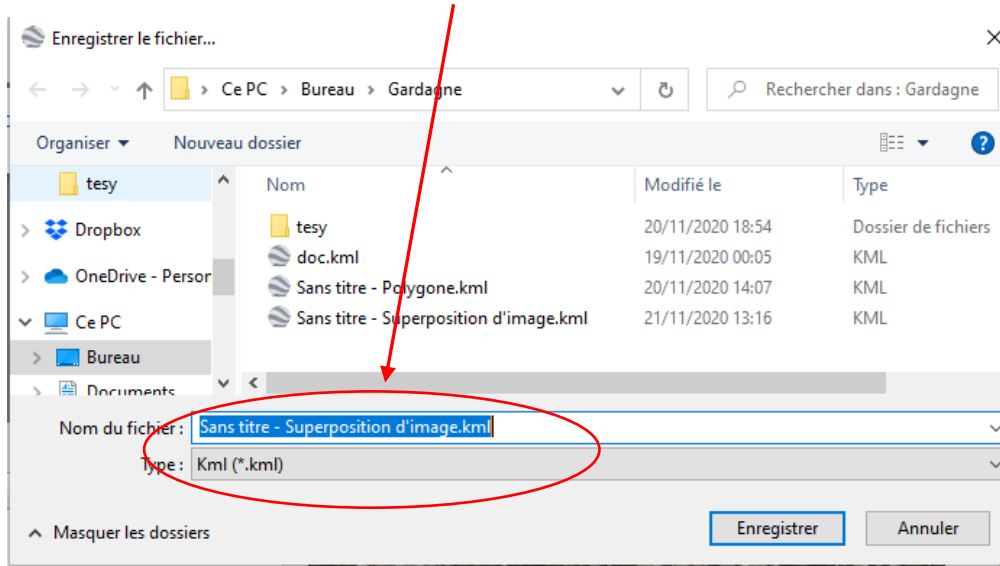 Enregistrer le fichier...
Ce PC > Bureau > Gardagne
Rechercher dans : Gardagne
Organiser
Nouveau dossier
Nom
Modifié le
Type
tesy
Dropbox
OneDrive - Person
Ce PC
Bureau
Documents
tesy 20/11/2020 18:54 Dossier de fichiers
doc.kml 19/11/2020 00:05 KML
Sans titre - Polygone.kml 20/11/2020 14:07 KML
Sans titre - Superposition d'image.kml 21/11/2020 13:16 KML
Nom du fichier : Sans titre - Superposition d'image.kml
Type : Kml (*.kml)
Masquer les dossiers
Enregistrer
Annuler